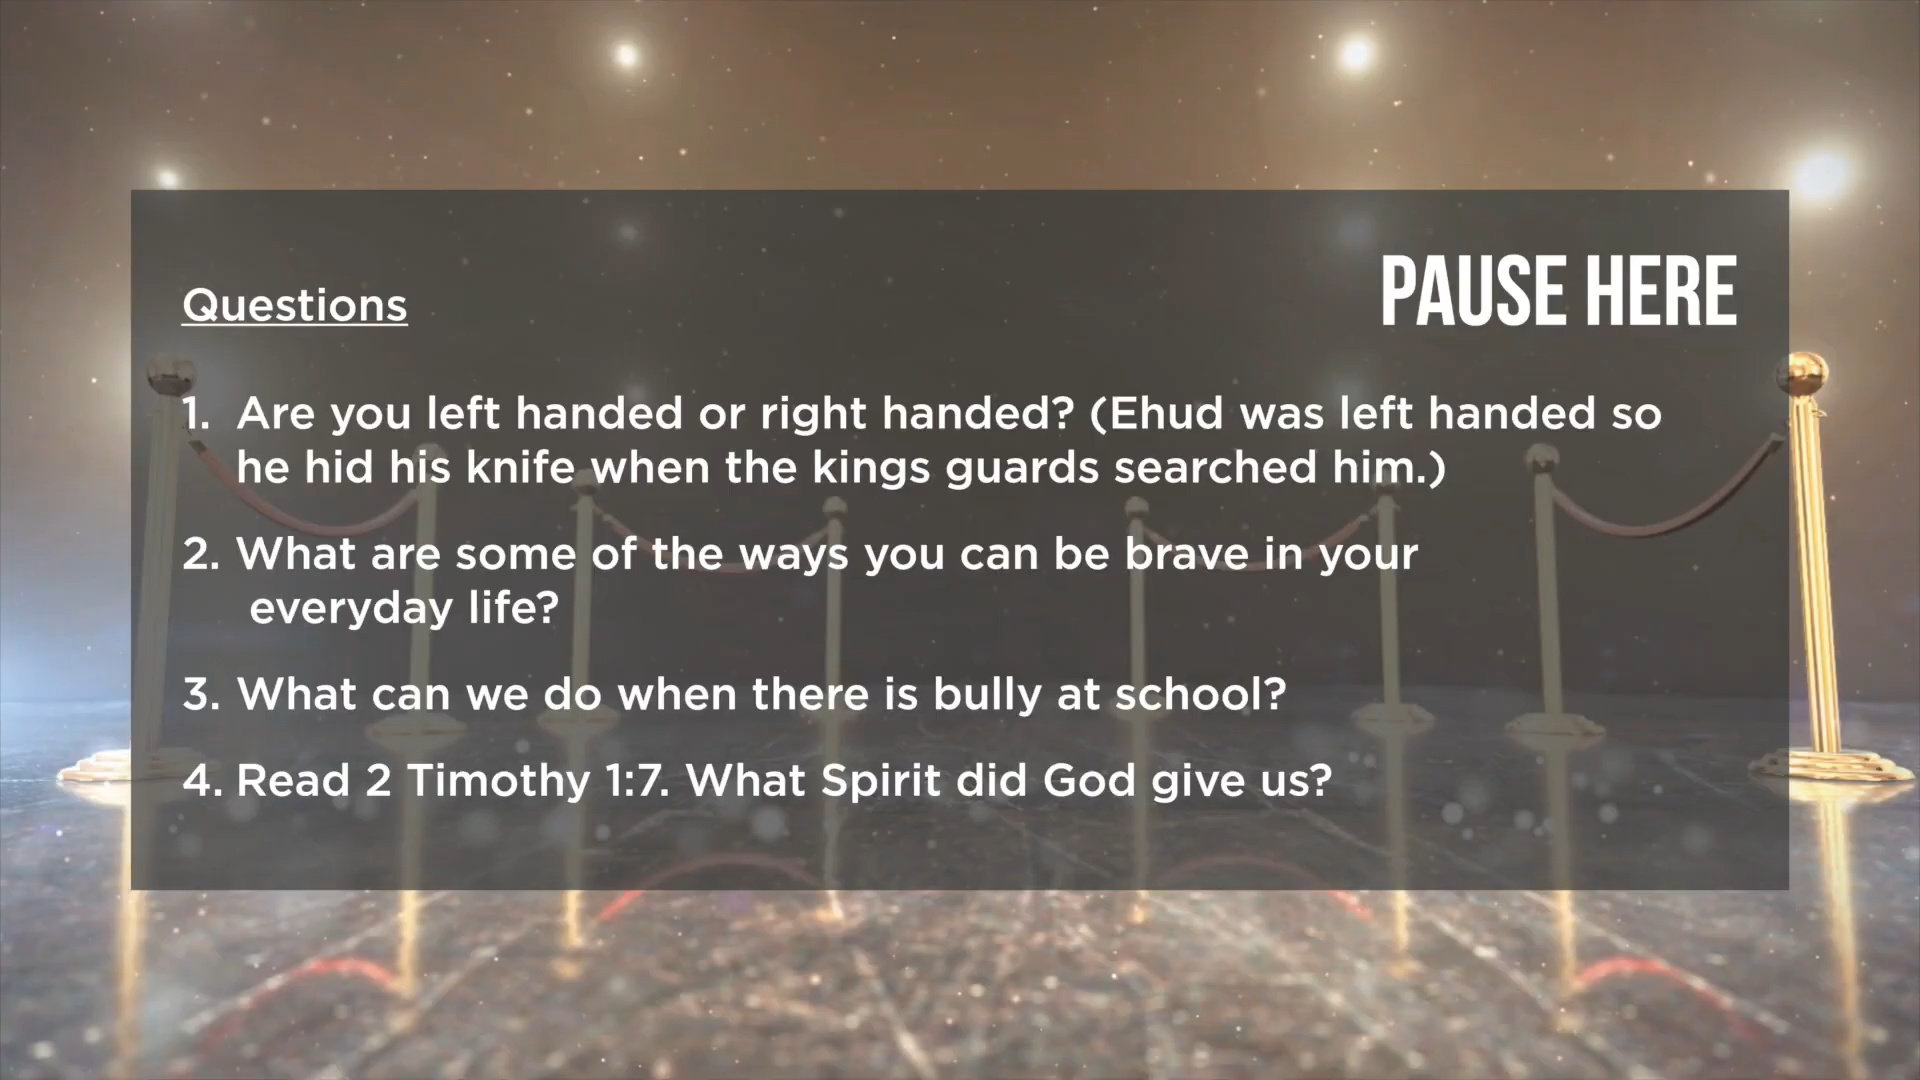 PAUSE HERE
Questions
1. Are you left handed or right handed? (Ehud was left handed so
he hid his knife when the kings guards searched him.)
2. What are some of the ways you can be brave in your
everyday life?
3. What can we do when there is bully at school?
4. Read 2 Timothy 1:7. What Spirit did God give us?